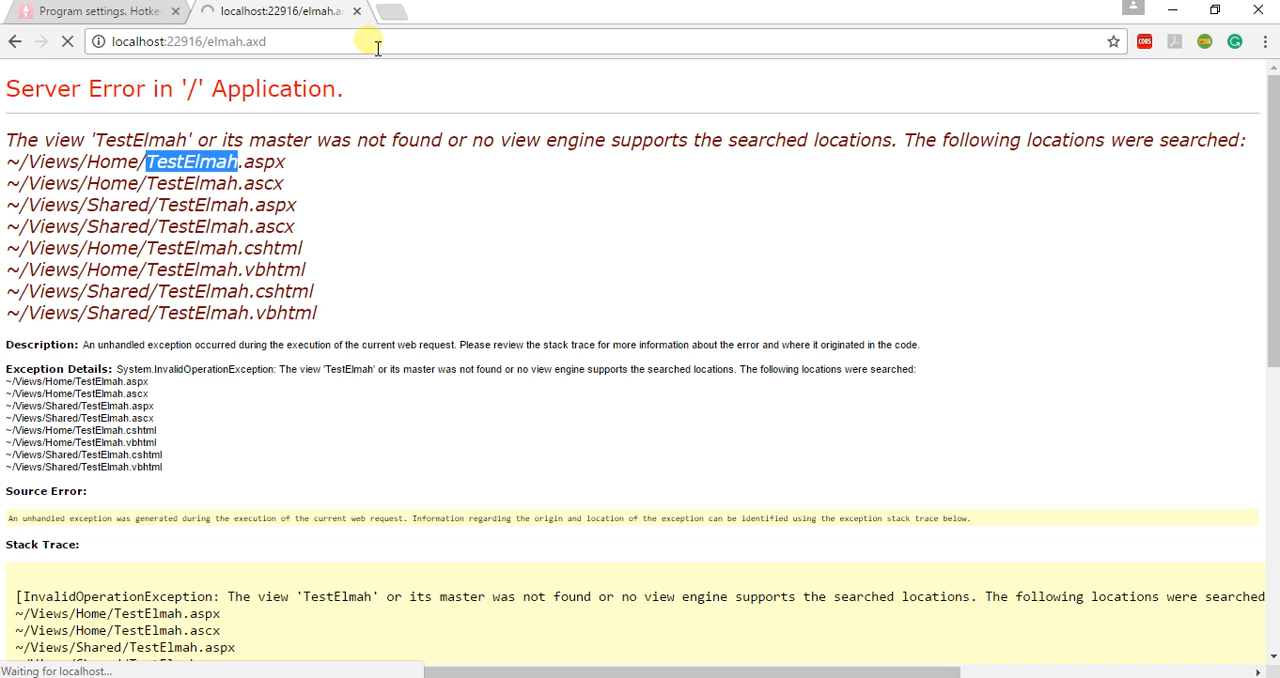 Program settings. Hotke
localhost:22916/elmah.a
localhost:22916/elmah.axd
Server Error in '/' Application.
The view 'TestElmah' or its master was not found or no view engine supports the searched locations. The following locations were searched:
~/Views/Home/TestElmah.aspx
~/Views/Home/TestElmah.ascx
~/Views/Shared/TestElmah.aspx
~/Views/Shared/TestElmah.ascx
~/Views/Home/TestElmah.cshtml
~/Views/Home/TestElmah.vbhtml
~/Views/Shared/TestElmah.cshtml
~/Views/Shared/TestElmah.vbhtml
Description: An unhandled exception occurred during the execution of the current web request. Please review the stack trace for more information about the error and where it originated in the code.
Exception Details: System.InvalidOperationException: The view 'TestElmah' or its master was not found or no view engine supports the searched locations. The following locations were searched:
~/Views/Home/TestElmah.aspx
~/Views/Home/TestElmah.ascx
~/Views/Shared/TestElmah.aspx
~/Views/Shared/TestElmah.ascx
~/Views/Home/TestElmah.cshtml
~/Views/Home/TestElmah.vbhtml
~/Views/Shared/TestElmah.cshtml
~/Views/Shared/TestElmah.vbhtml
Source Error:
An unhandled exception was generated during the execution of the current web request. Information regarding the origin and location of the exception can be identified using the exception stack trace below.
Stack Trace:
[InvalidOperationException: The view 'TestElmah' or its master was not found or no view engine supports the searched locations. The following locations were searched
~/Views/Home/TestElmah.aspx
~/Views/Home/TestElmah.ascx
~/Views/Shared/TestElmah.aspx
Waiting for localhost...